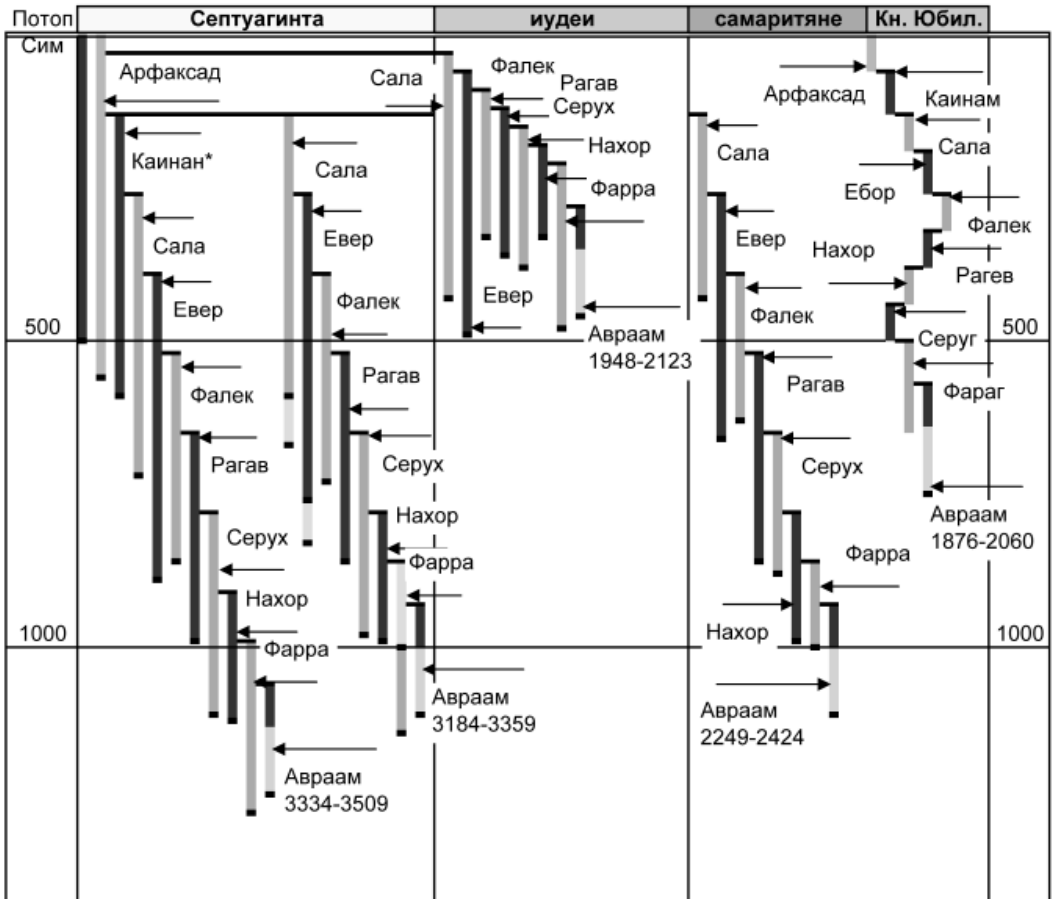 Потоп
Септуагинта
иудеи
самаритяне
Кн. Юбил.
Сим
Арфаксад
Каинан*
Сала
Евер
Фалек
Рагав
Серух
Нахор
Фарра
Авраам
3334-3509
Сала
Евер
Фалек
Рагав
Серух
Нахор
Фарра
Авраам
3184-3359
Сала
Фалек
Рагав
Серух
Нахор
Фарра
Евер
Авраам
1948-2123
Сала
Евер
Фалек
Рагав
Серух
Фарра
Нахор
Авраам
2249-2424
Арфаксад
Каинам
Сала
Ебор
Фалек
Нахор
Рагев
Серуг
Фараг
Авраам
1876-2060
500
500
1000
1000